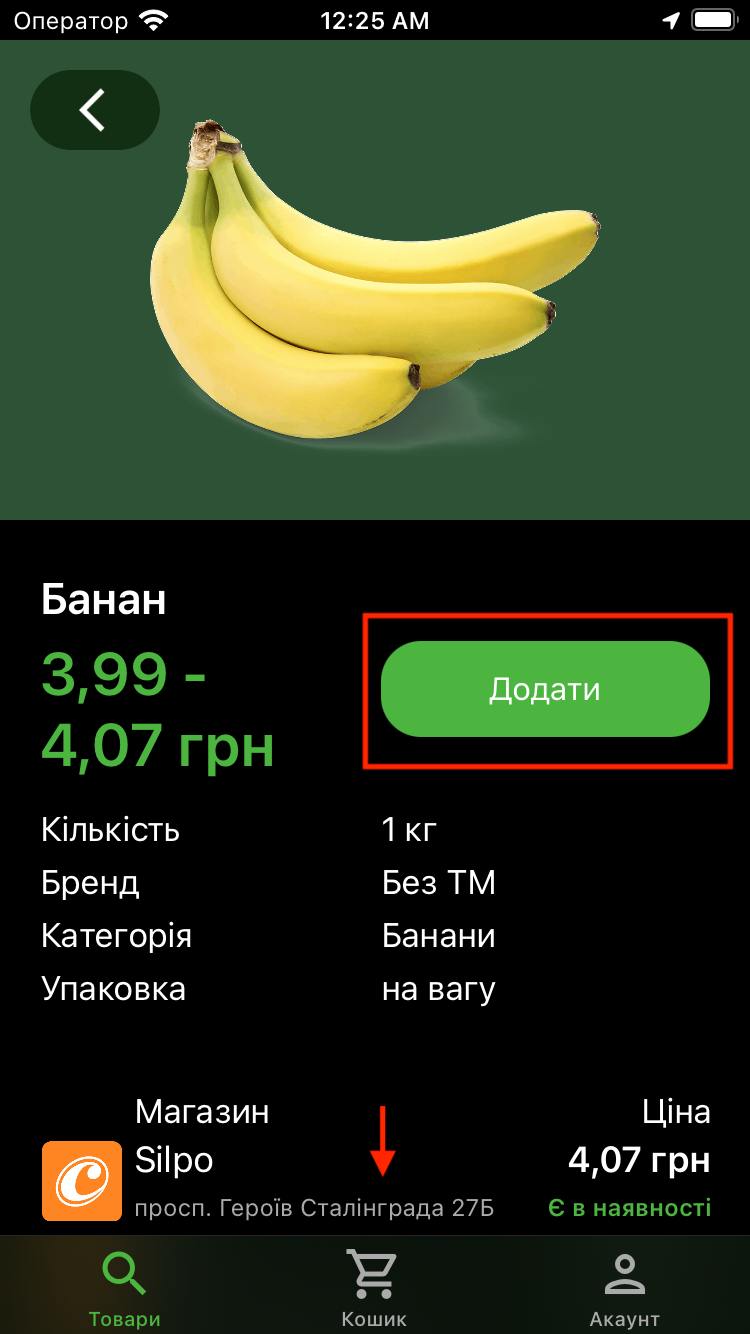 Оператор 12:25 AM
Банан
3,99 -
4,07 грн
Додати
Кількість 1 кг
Бренд Без ТМ
Категорія Банани
Упаковка на вагу
Магазин Ціна
Silpo 4,07 грн
просп. Героїв Сталінграда 27Б Є в наявності
Товари Кошик Акаунт